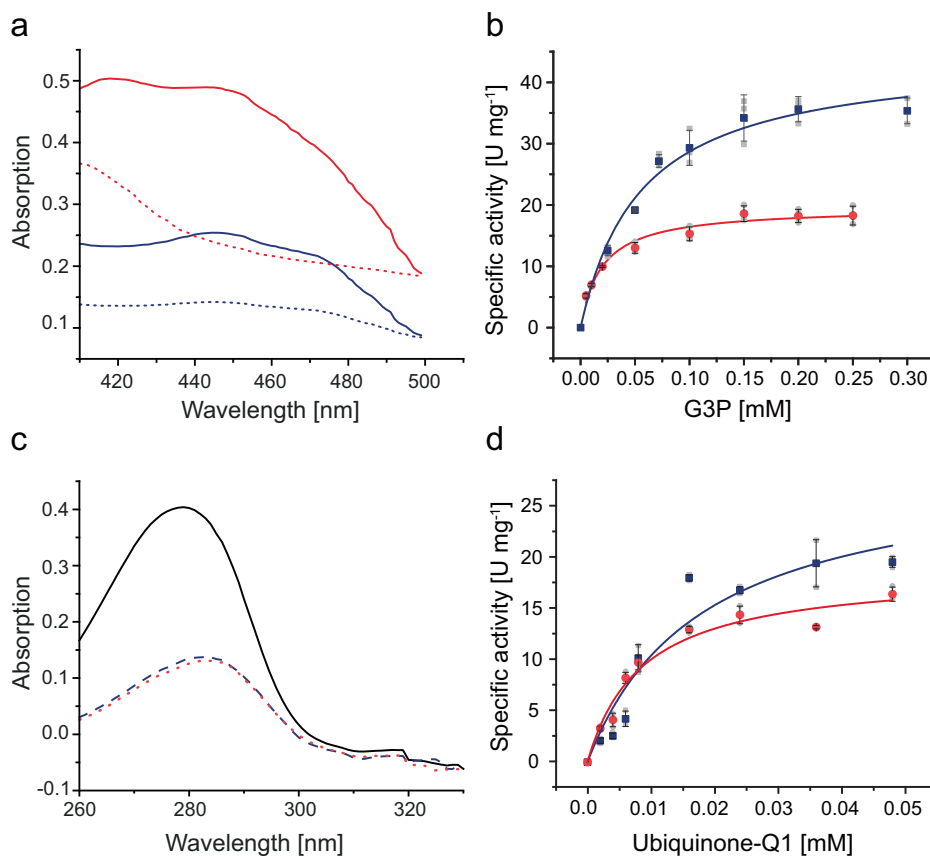 a
0.5
0.4
0.3
0.2
0.1
Absorption
420 440 460 480 500
Wavelength [nm]
b
40
30
20
10
0
Specific activity [U mg-1]
0.00 0.05 0.10 0.15 0.20 0.25 0.30
G3P [mM]
c
0.4
0.3
0.2
0.1
0.0
-0.1
Absorption
260 280 300 320
Wavelength [nm]
d
25
20
15
10
5
0
Specific activity [U mg-1]
0.0 0.01 0.02 0.03 0.04 0.05
Ubiquinone-Q1 [mM]